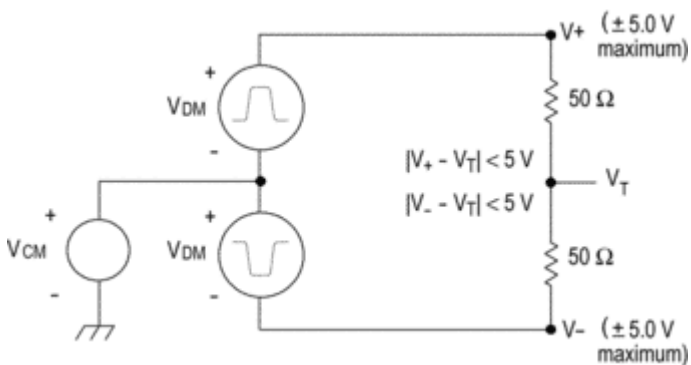 V+ (±5.0 V
maximum)
+
VDM
-
50 Ω
|V+ - VT| < 5 V
VT
|V- - VT| < 5 V
+
VCM
-
+
VDM
-
50 Ω
V- (±5.0 V
maximum)